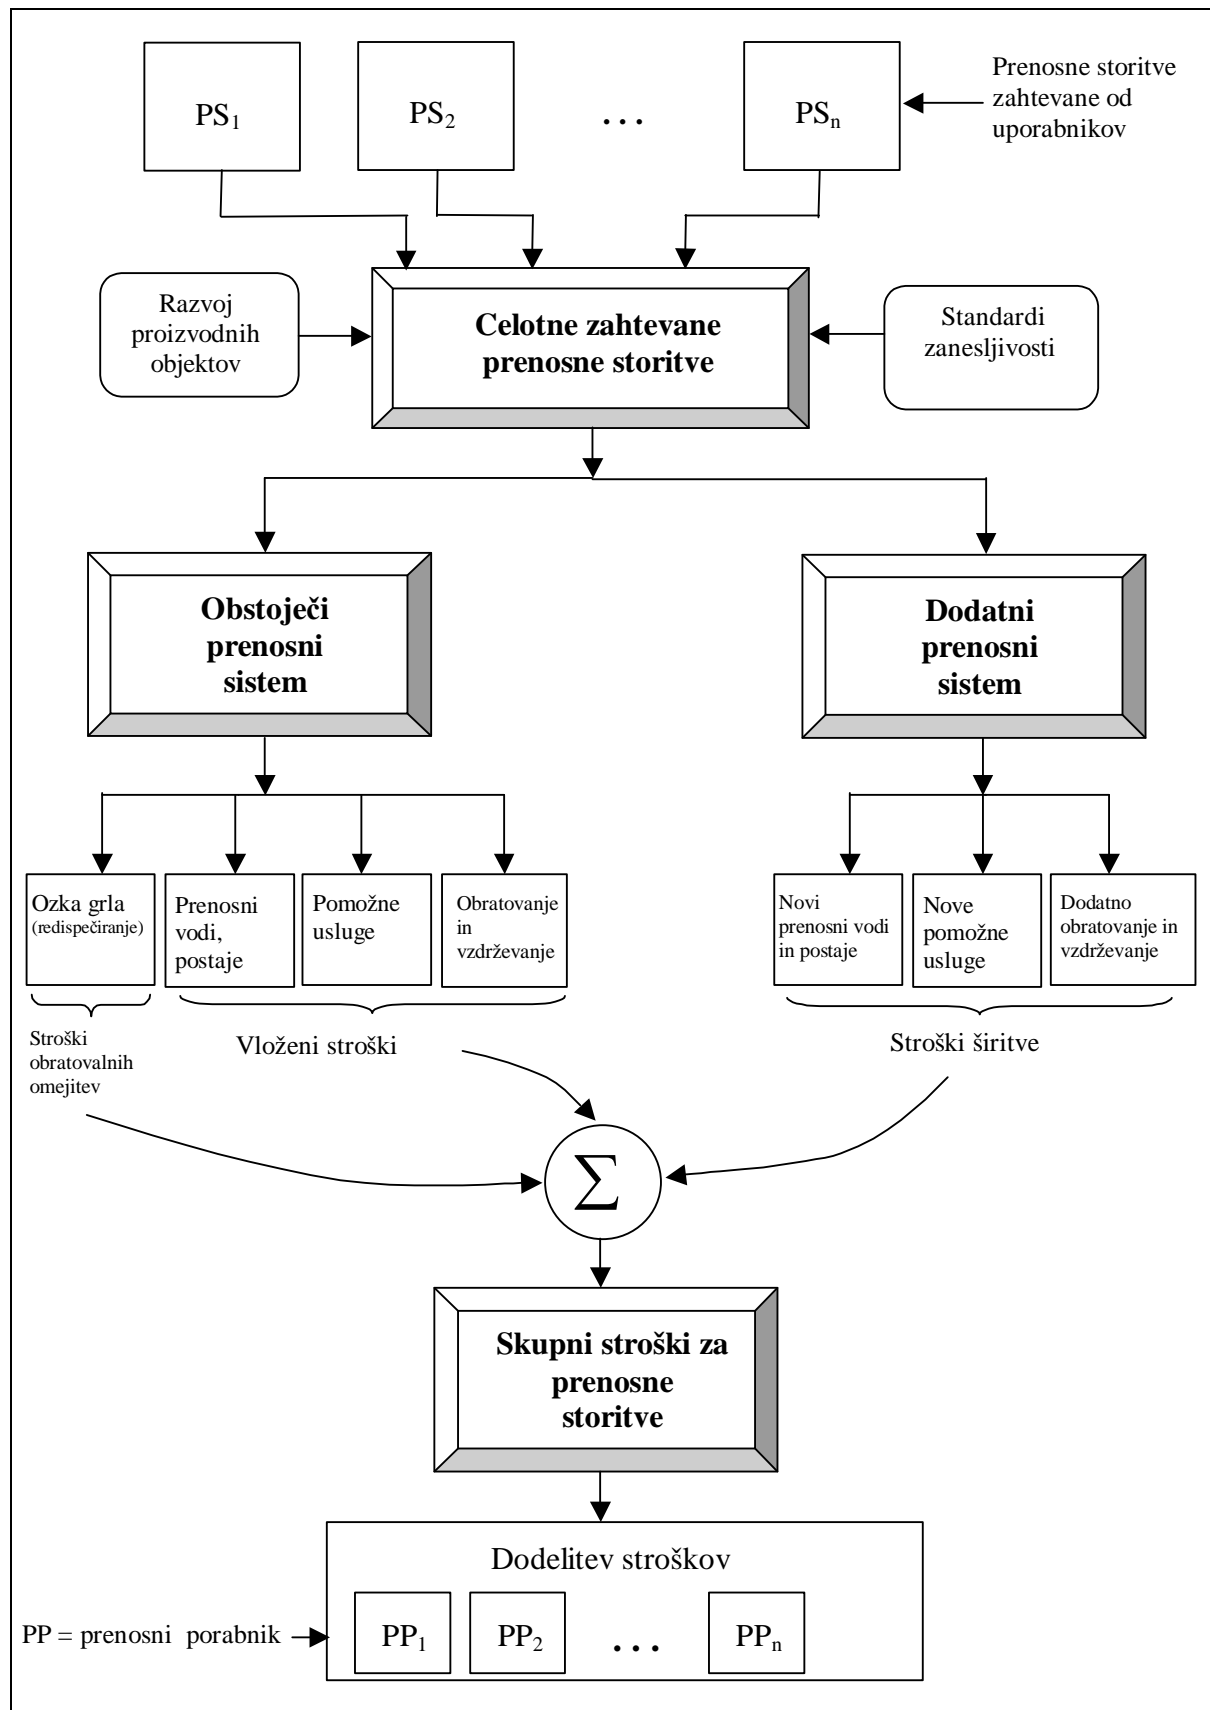 PS1
PS2
...
PSn
Prenosne storitve
zahtevane od
uporabnikov
Razvoj
proizvodnih
objektov
Celotne zahtevane
prenosne storitve
Standardi
zanesljivosti
Obstoječi
prenosni
sistem
Dodatni
prenosni
sistem
Ozka grla
(redispečiranje)
Prenosni
vodi,
postaje
Pomožne
usluge
Obratovanje
in
vzdrževanje
Novi
prenosni vodi
in postaje
Nove
pomožne
usluge
Dodatno
obratovanje in
vzdrževanje
Stroški
obratovalnih
omejitev
Vloženi stroški
Stroški širitve
Σ
Skupni stroški za
prenosne
storitve
Dodelitev stroškov
PP = prenosni porabnik
PP1
PP2
...
PPn